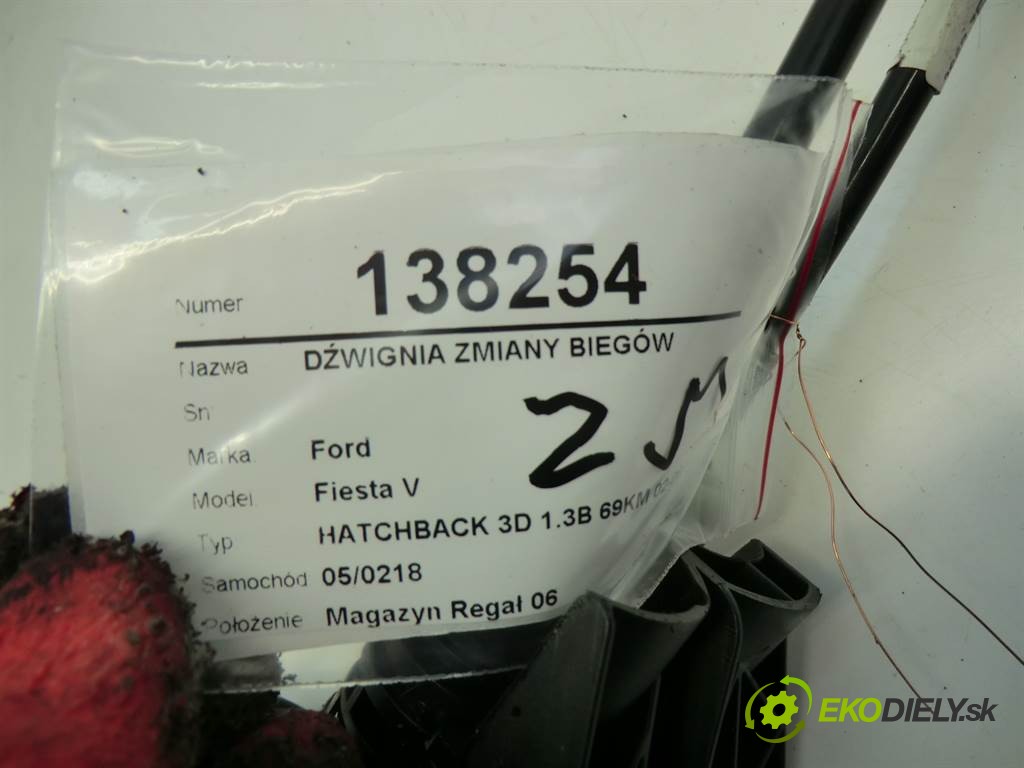 Numer 138254
Nazwa DŹWIGNIA ZMIANY BIEGÓW
Sn
Marka Ford
Model Fiesta V
Typ HATCHBACK 3D 1.3B 69KM
Samochód 05/0218
Położenie Magazyn Regał 06
EKODIELY.sk